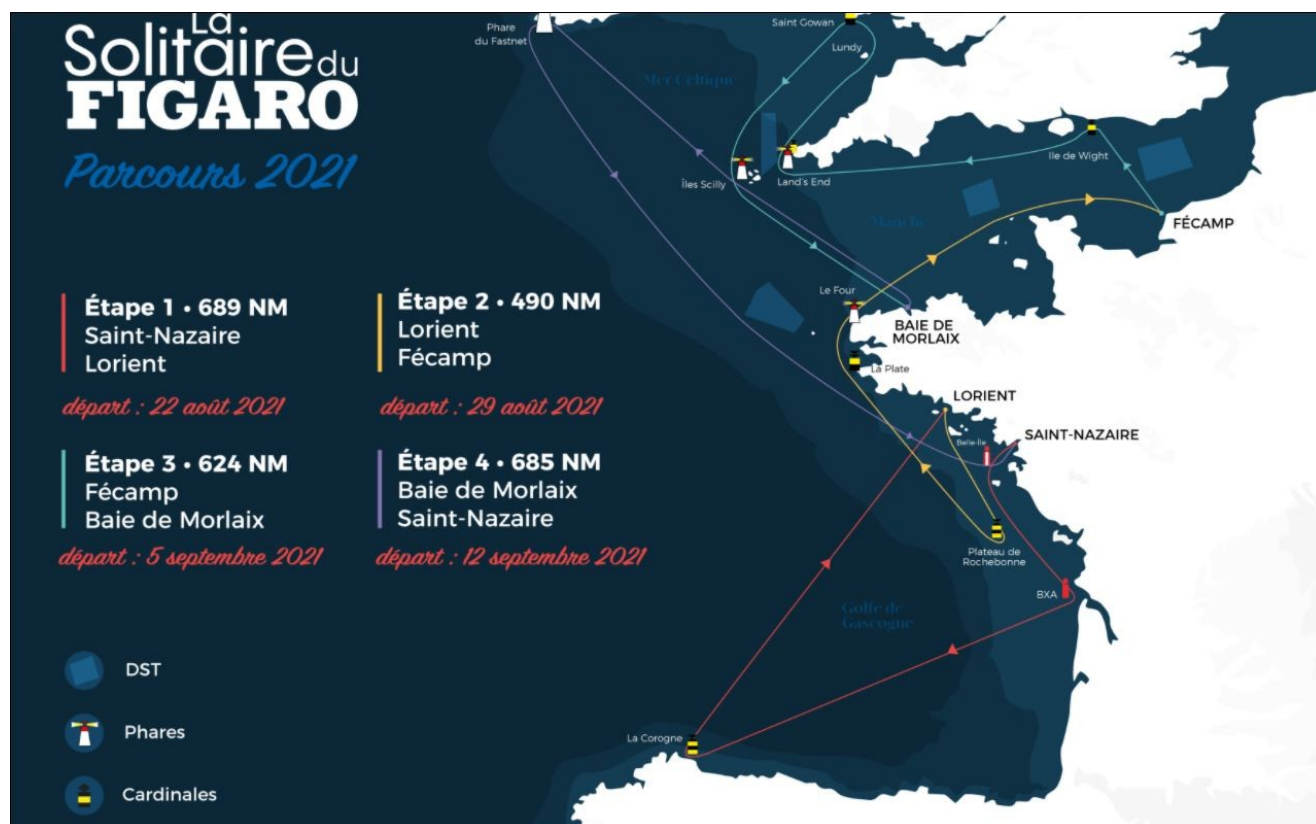 La
Solitaire du
FIGARO
Parcours 2021
Étape 1 • 689 NM
Saint-Nazaire
Lorient
départ : 22 août 2021
Étape 2 • 490 NM
Lorient
Fécamp
départ : 29 août 2021
Étape 3 • 624 NM
Fécamp
Baie de Morlaix
départ : 5 septembre 2021
Étape 4 • 685 NM
Baie de Morlaix
Saint-Nazaire
départ : 12 septembre 2021
DST
Phares
Cardinales
Phare
du Fastnet
Saint Gowan
Lundy
Mer Celtique
Îles Scilly
Land's End
Ile de Wight
Manche
FÉCAMP
Le Four
BAIE DE
MORLAIX
La Plate
LORIENT
Belle-Ile
SAINT-NAZAIRE
Plateau de
Rochebonne
BXA
Golfe de
Gascogne
La Corogne